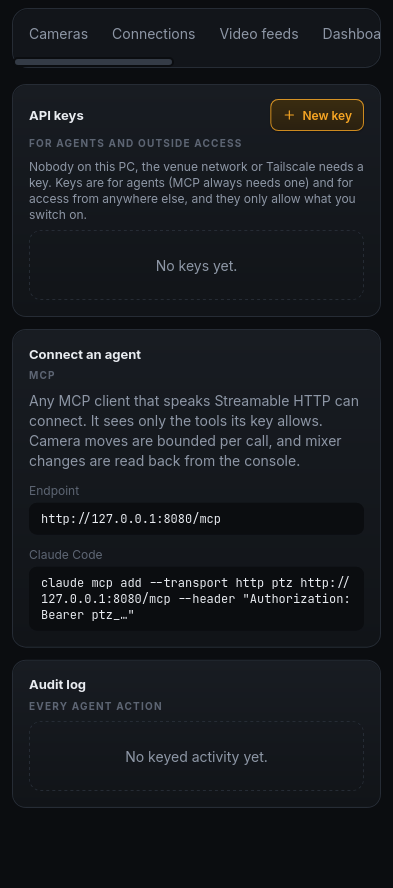 Cameras Connections Video feeds Dashboa
API keys
+ New key
FOR AGENTS AND OUTSIDE ACCESS
Nobody on this PC, the venue network or Tailscale needs a
key. Keys are for agents (MCP always needs one) and for
access from anywhere else, and they only allow what you
switch on.
No keys yet.
Connect an agent
MCP
Any MCP client that speaks Streamable HTTP can
connect. It sees only the tools its key allows.
Camera moves are bounded per call, and mixer
changes are read back from the console.
Endpoint
http://127.0.0.1:8080/mcp
Claude Code
claude mcp add --transport http ptz http://
127.0.0.1:8080/mcp --header "Authorization:
Bearer ptz_…"
Audit log
EVERY AGENT ACTION
No keyed activity yet.